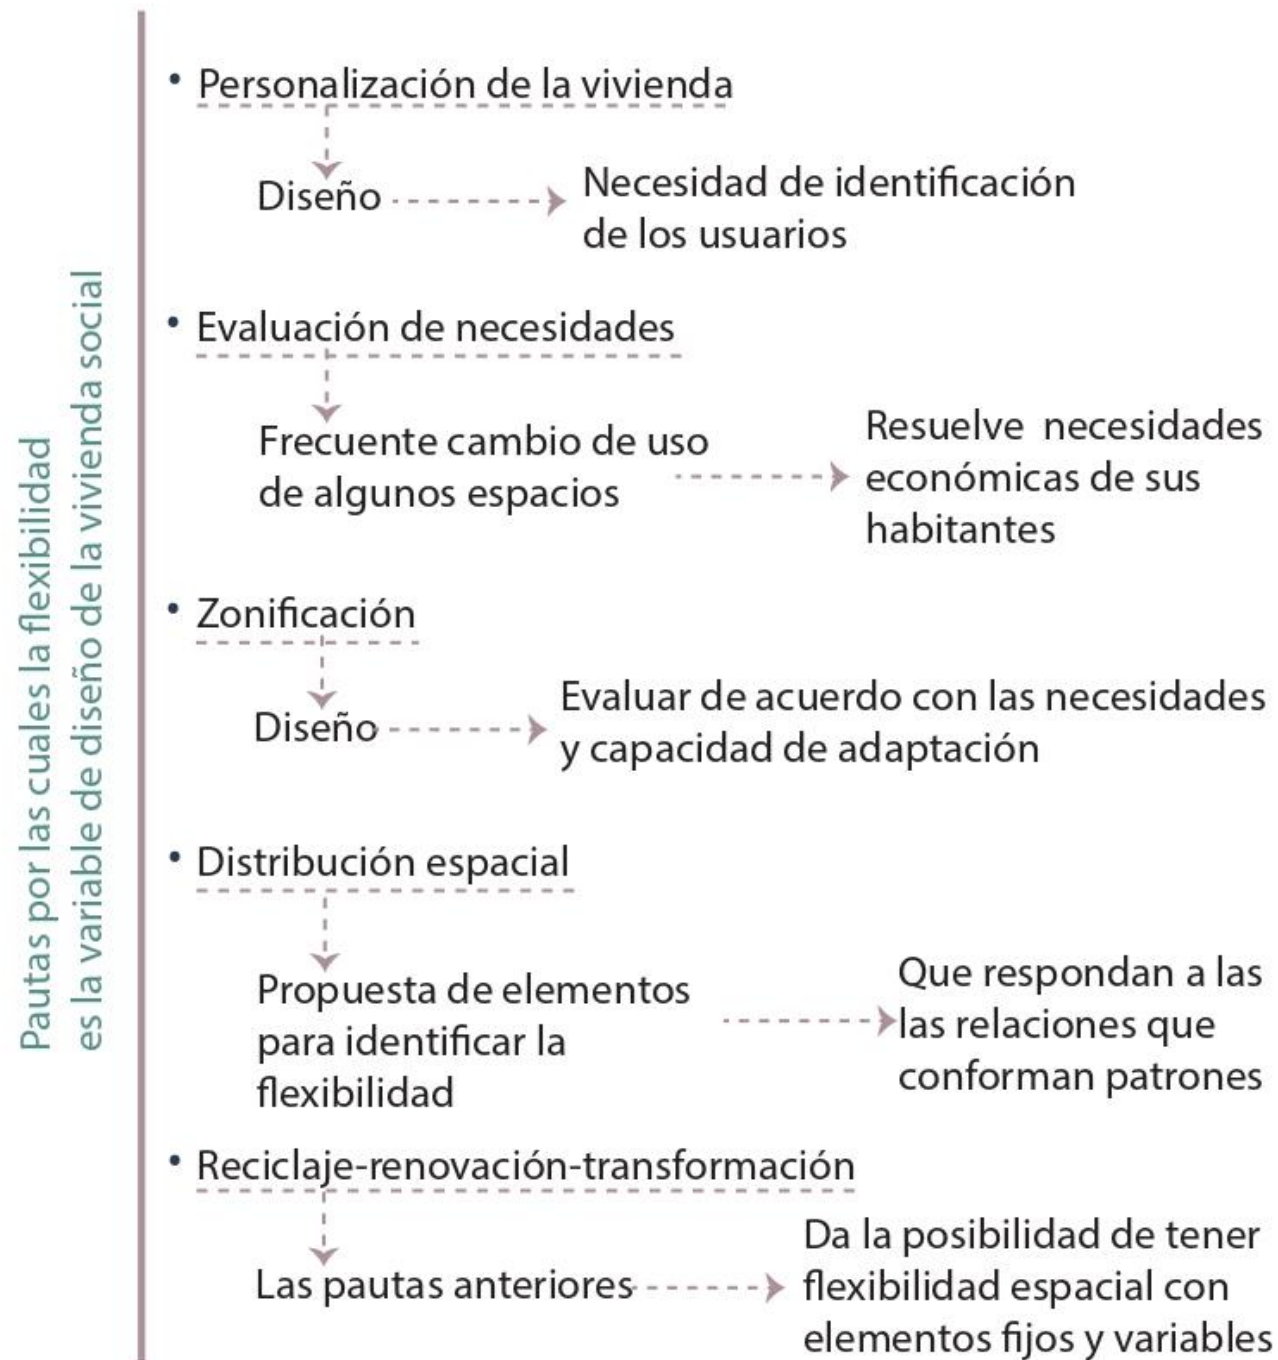 Pautas por las cuales la flexibilidad
es la variable de diseño de la vivienda social
• Personalización de la vivienda
Diseño
Necesidad de identificación
de los usuarios
• Evaluación de necesidades
Frecuente cambio de uso
de algunos espacios
Resuelve necesidades
económicas de sus
habitantes
• Zonificación
Diseño
Evaluar de acuerdo con las necesidades
y capacidad de adaptación
• Distribución espacial
Propuesta de elementos
para identificar la
flexibilidad
Que respondan a las
las relaciones que
conforman patrones
• Reciclaje-renovación-transformación
Las pautas anteriores
Da la posibilidad de tener
flexibilidad espacial con
elementos fijos y variables